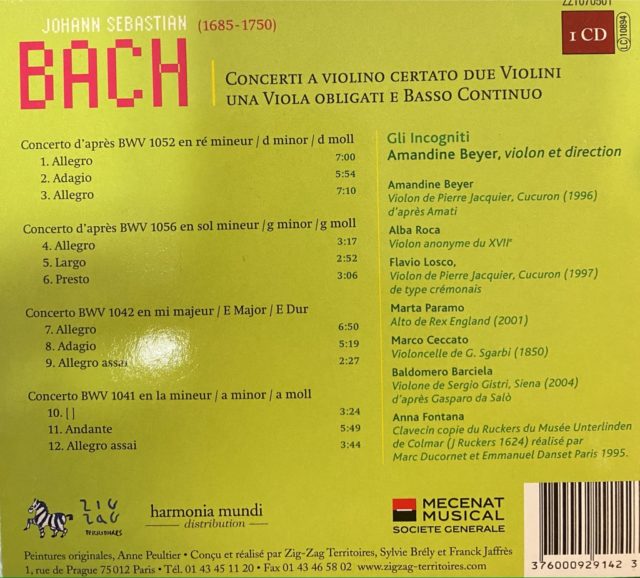 ZZT070501
JOHANN SEBASTIAN (1685-1750)
BACH
CONCERTI A VIOLINO CERTATO DUE VIOLINI
UNA VIOLA OBLIGATI E BASSO CONTINUO
1 CD
LC 10894
Concerto d'après BWV 1052 en ré mineur / d minor / d moll
1. Allegro 7:00
2. Adagio 5:54
3. Allegro 7:10
Concerto d'après BWV 1056 en sol mineur / g minor / g moll
4. Allegro 3:17
5. Largo 2:52
6. Presto 3:06
Concerto BWV 1042 en mi majeur / E Major / E Dur
7. Allegro 6:50
8. Adagio 5:19
9. Allegro assai 2:27
Concerto BWV 1041 en la mineur / a minor / a moll
10. [ ] 3:24
11. Andante 5:49
12. Allegro assai 3:44
Gli Incogniti
Amandine Beyer, violon et direction
Amandine Beyer
Violon de Pierre Jacquier, Cucuron (1996)
d'après Amati
Alba Roca
Violon anonyme du XVIIe
Flavio Losco,
Violon de Pierre Jacquier, Cucuron (1997)
de type crémonais
Marta Paramo
Alto de Rex England (2001)
Marco Ceccato
Violoncelle de G. Sgarbi (1850)
Baldomero Barciela
Violone de Sergio Gistri, Siena (2004)
d'après Gasparo da Salò
Anna Fontana
Clavecin copie du Ruckers du Musée Unterlinden
de Colmar (J Ruckers 1624) réalisé par
Marc Ducornet et Emmanuel Danset Paris 1995.
ZIG
ZAG
TERRITOIRES
harmonia mundi
distribution
MECENAT
MUSICAL
SOCIETE GENERALE
Peintures originales, Anne Peultier • Conçu et réalisé par Zig-Zag Territoires, Sylvie Brély et Franck Jaffrès
1, rue de Prague 75012 Paris • Tél. 01 43 45 11 20 • Fax 01 43 46 58 02 www.zigzag-territoires.com
3760009291423